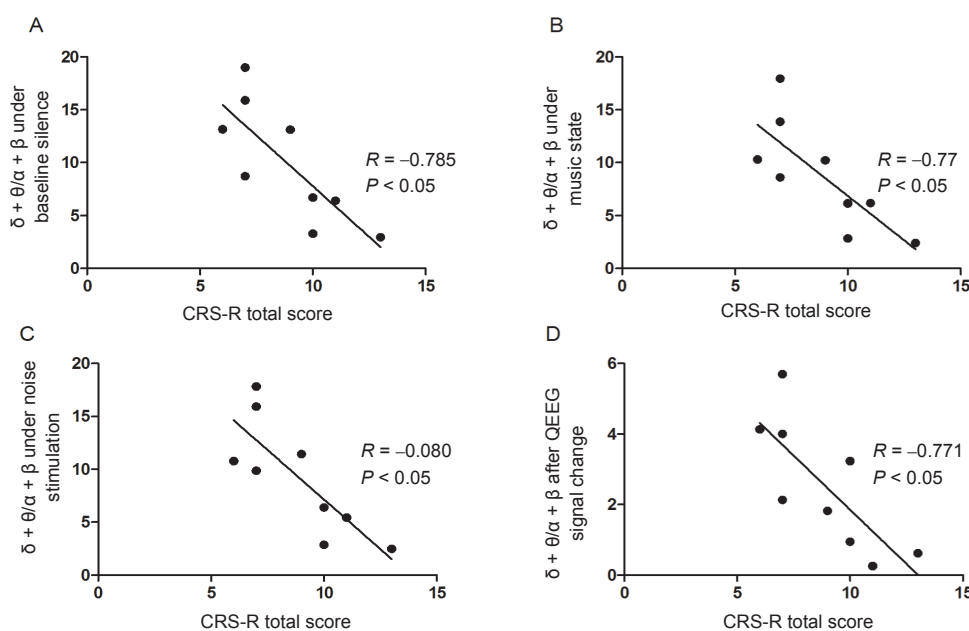 A
δ + θ/α + β under
baseline silence
20
15
10
5
0
0
5
10
15
CRS-R total score
R = −0.785
P < 0.05
B
δ + θ/α + β under
music state
20
15
10
5
0
0
5
10
15
CRS-R total score
R = −0.77
P < 0.05
C
δ + θ/α + β under noise
stimulation
20
15
10
5
0
0
5
10
15
CRS-R total score
R = −0.080
P < 0.05
D
δ + θ/α + β after QEEG
signal change
6
4
2
0
0
5
10
15
CRS-R total score
R = −0.771
P < 0.05